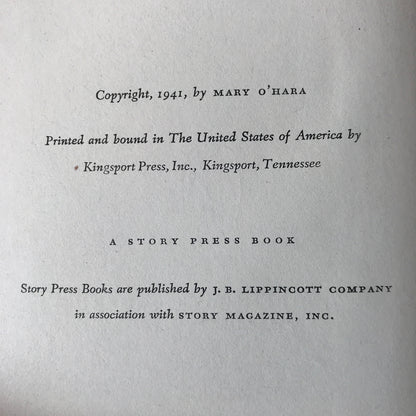 Copyright, 1941, by MARY O'HARA
Printed and bound in The United States of America by
Kingsport Press, Inc., Kingsport, Tennessee
A STORY PRESS BOOK
Story Press Books are published by J. B. LIPPINCOTT COMPANY
in association with STORY MAGAZINE, INC.